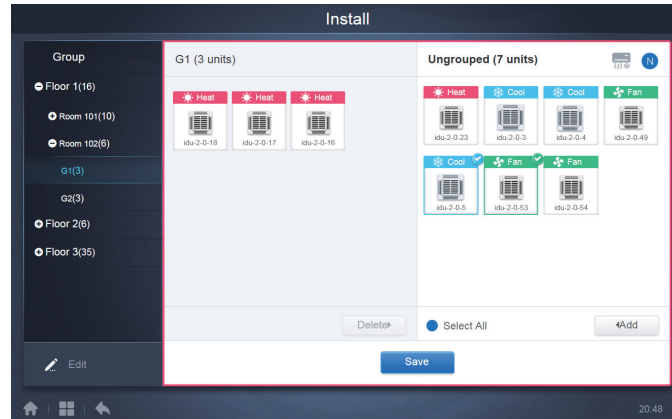 Install
Group
Floor 1(16)
Room 101(10)
Room 102(6)
G1(3)
G2(3)
Floor 2(6)
Floor 3(35)
Edit
G1 (3 units)
Heat Heat Heat
idu-2-0-18 idu-2-0-17 idu-2-0-16
Delete
Ungrouped (7 units) N
Heat Cool Cool Fan
idu-2-0-23 idu-2-0-3 idu-2-0-4 idu-2-0-49
Cool Fan Fan
idu-2-0-5 idu-2-0-53 idu-2-0-54
Select All Add
Save
20:48